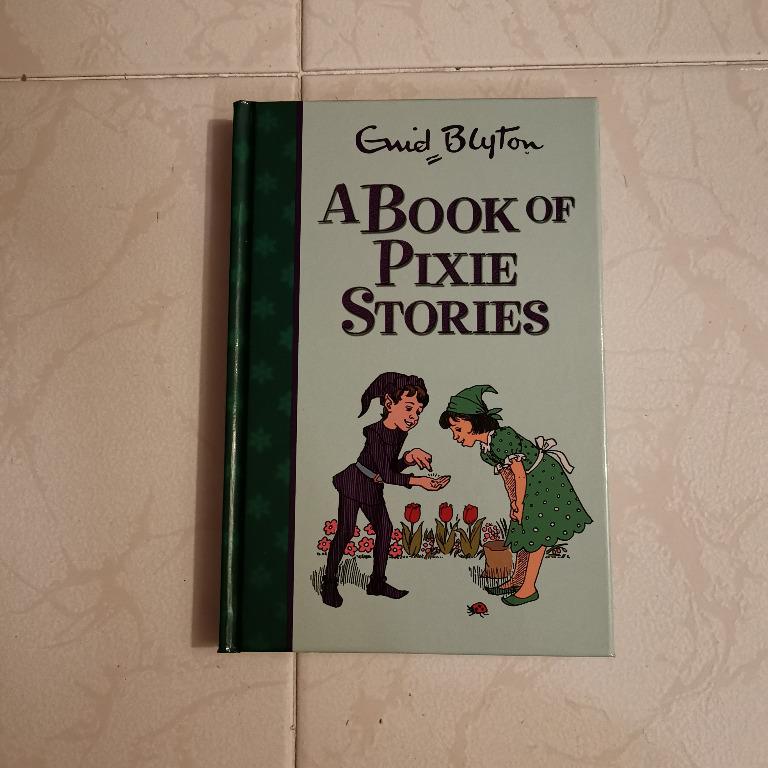 Enid Blyton
A BOOK OF
PIXIE
STORIES